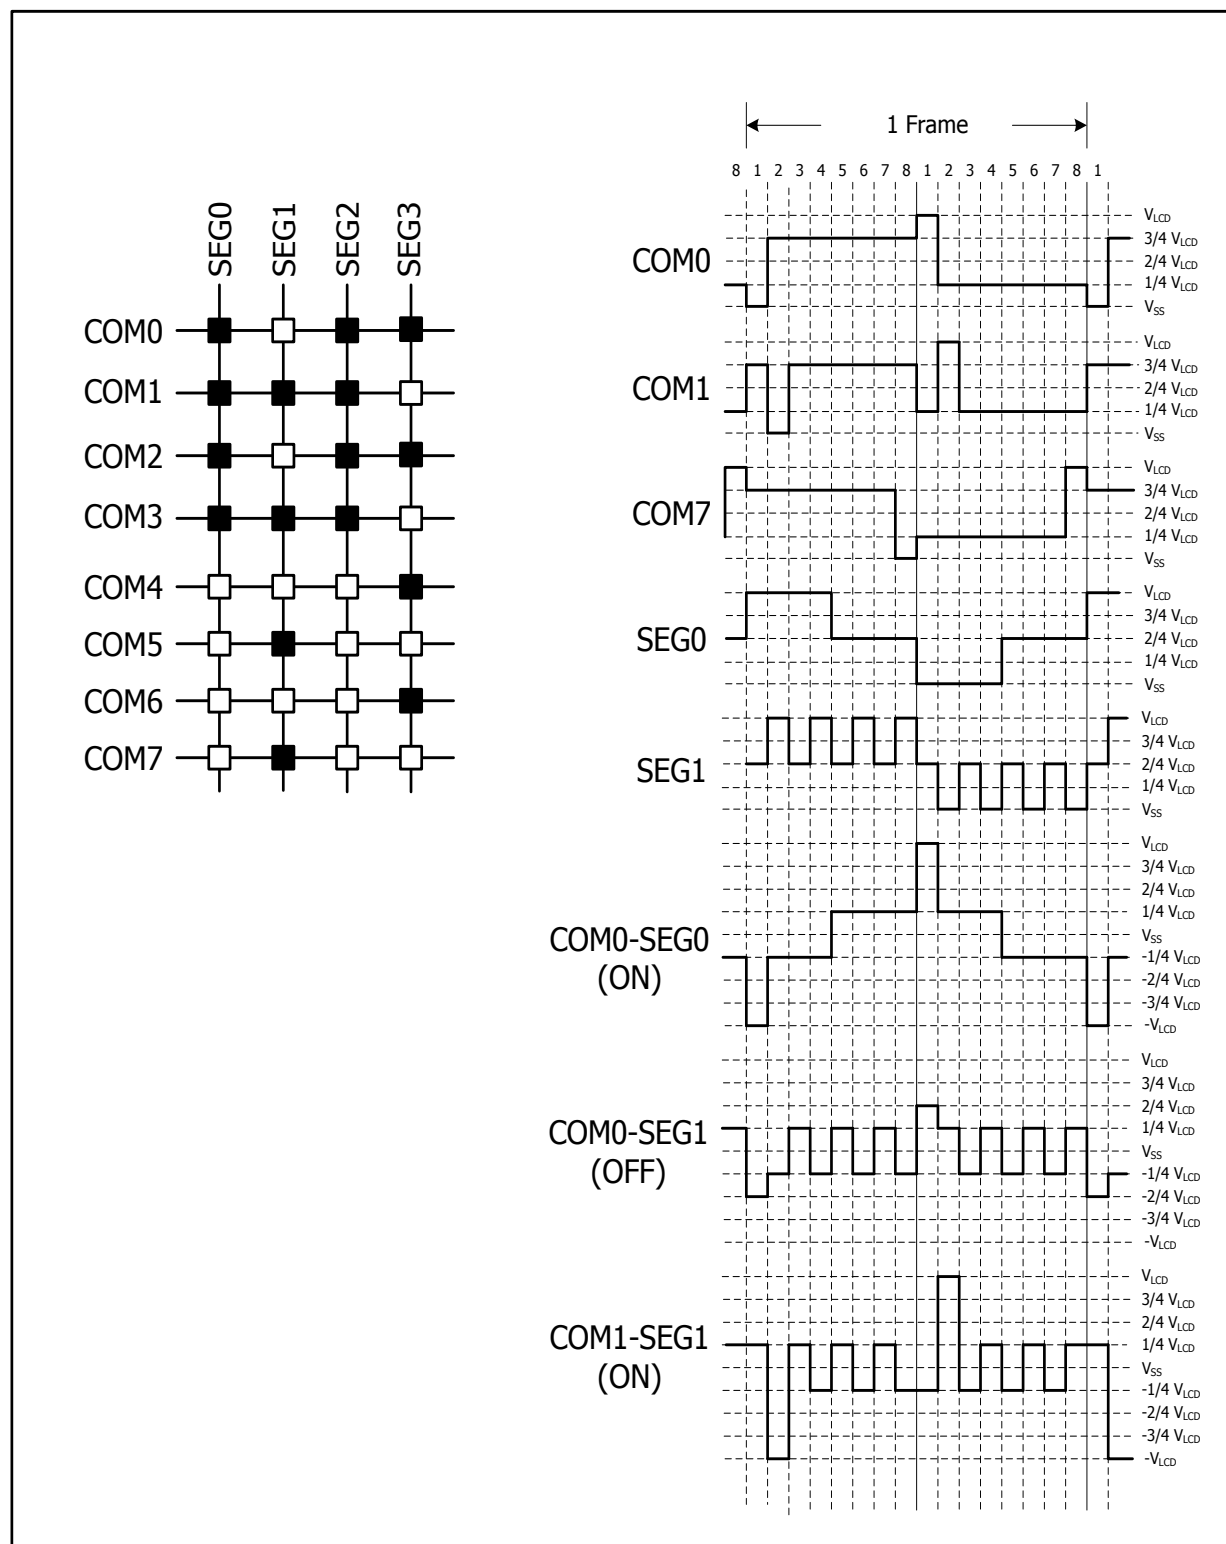 1 Frame
8 1 2 3 4 5 6 7 8 1 2 3 4 5 6 7 8 1
SEG0 SEG1 SEG2 SEG3
COM0
COM1
COM2
COM3
COM4
COM5
COM6
COM7
COM0
VLCD
3/4 VLCD
2/4 VLCD
1/4 VLCD
VSS
COM1
VLCD
3/4 VLCD
2/4 VLCD
1/4 VLCD
VSS
COM7
VLCD
3/4 VLCD
2/4 VLCD
1/4 VLCD
VSS
SEG0
VLCD
3/4 VLCD
2/4 VLCD
1/4 VLCD
VSS
SEG1
VLCD
3/4 VLCD
2/4 VLCD
1/4 VLCD
VSS
COM0-SEG0
(ON)
VLCD
3/4 VLCD
2/4 VLCD
1/4 VLCD
VSS
-1/4 VLCD
-2/4 VLCD
-3/4 VLCD
-VLCD
COM0-SEG1
(OFF)
VLCD
3/4 VLCD
2/4 VLCD
1/4 VLCD
VSS
-1/4 VLCD
-2/4 VLCD
-3/4 VLCD
-VLCD
COM1-SEG1
(ON)
VLCD
3/4 VLCD
2/4 VLCD
1/4 VLCD
VSS
-1/4 VLCD
-2/4 VLCD
-3/4 VLCD
-VLCD